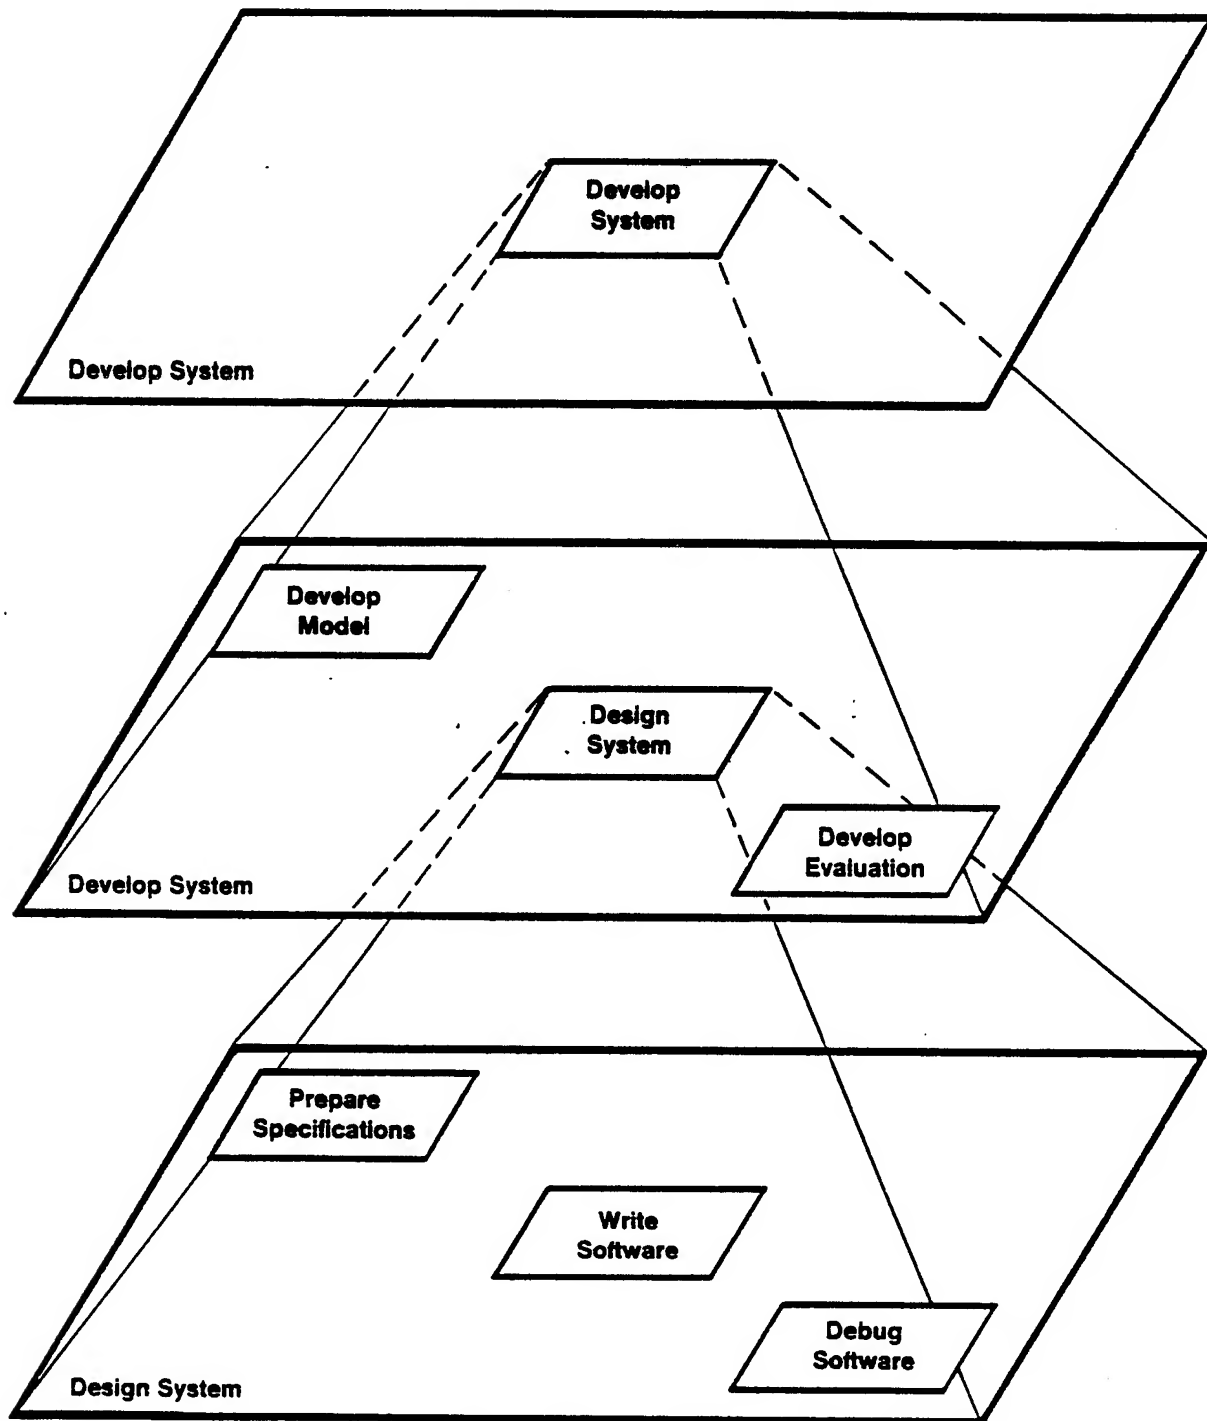 Develop
System
Develop System
Develop
Model
Design
System
Develop
Evaluation
Develop System
Prepare
Specifications
Write
Software
Debug
Software
Design System